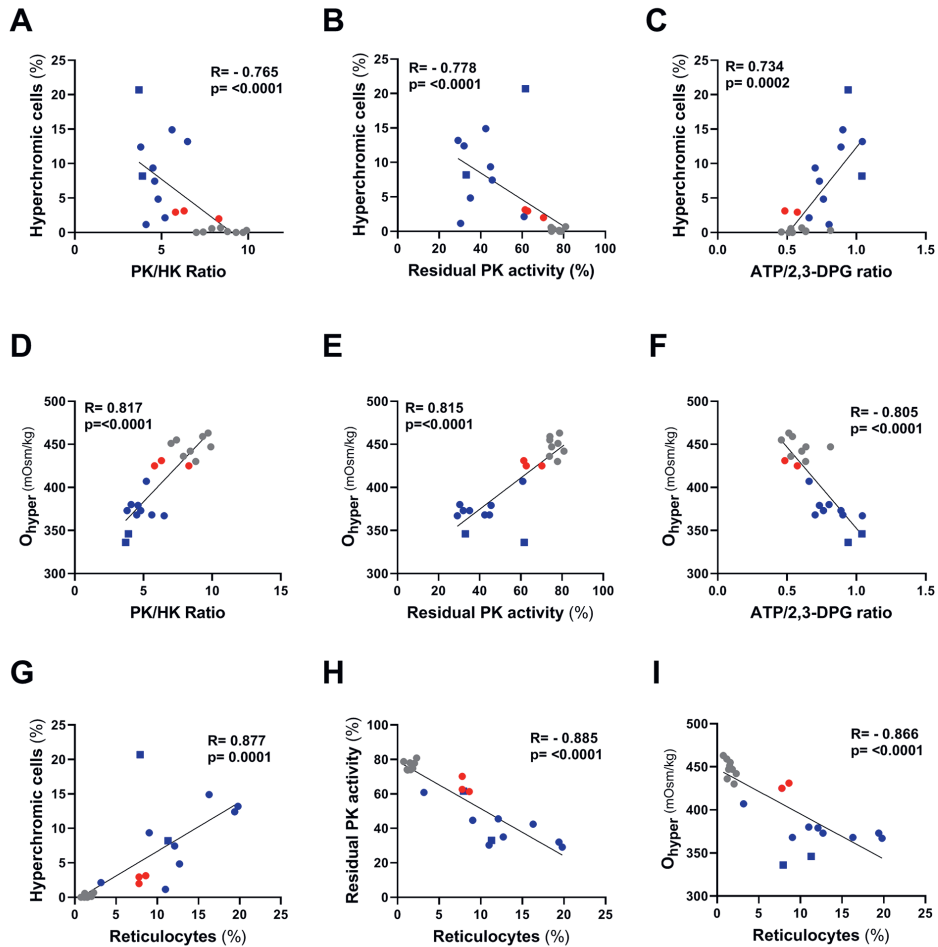 A
B
C
Hyperchromic cells (%)
25
20
15
10
5
0
0 5 10
PK/HK Ratio
R= - 0.765
p= <0.0001
Hyperchromic cells (%)
25
20
15
10
5
0
0 20 40 60 80 100
Residual PK activity (%)
R= - 0.778
p= <0.0001
Hyperchromic cells (%)
25
20
15
10
5
0
0.0 0.5 1.0 1.5
ATP/2,3-DPG ratio
R= 0.734
p= 0.0002
D
E
F
Ohyper (mOsm/kg)
500
450
400
350
300
0 5 10 15
PK/HK Ratio
R= 0.817
p=<0.0001
Ohyper (mOsm/kg)
500
450
400
350
300
0 20 40 60 80 100
Residual PK activity (%)
R= 0.815
p=<0.0001
Ohyper (mOsm/kg)
500
450
400
350
300
0.0 0.5 1.0 1.5
ATP/2,3-DPG ratio
R= - 0.805
p= <0.0001
G
H
I
Hyperchromic cells (%)
25
20
15
10
5
0
0 5 10 15 20 25
Reticulocytes (%)
R= 0.877
p= 0.0001
Residual PK activity (%)
100
80
60
40
20
0
0 5 10 15 20 25
Reticulocytes (%)
R= - 0.885
p= <0.0001
Ohyper (mOsm/kg)
500
450
400
350
300
0 5 10 15 20 25
Reticulocytes (%)
R= - 0.866
p= <0.0001